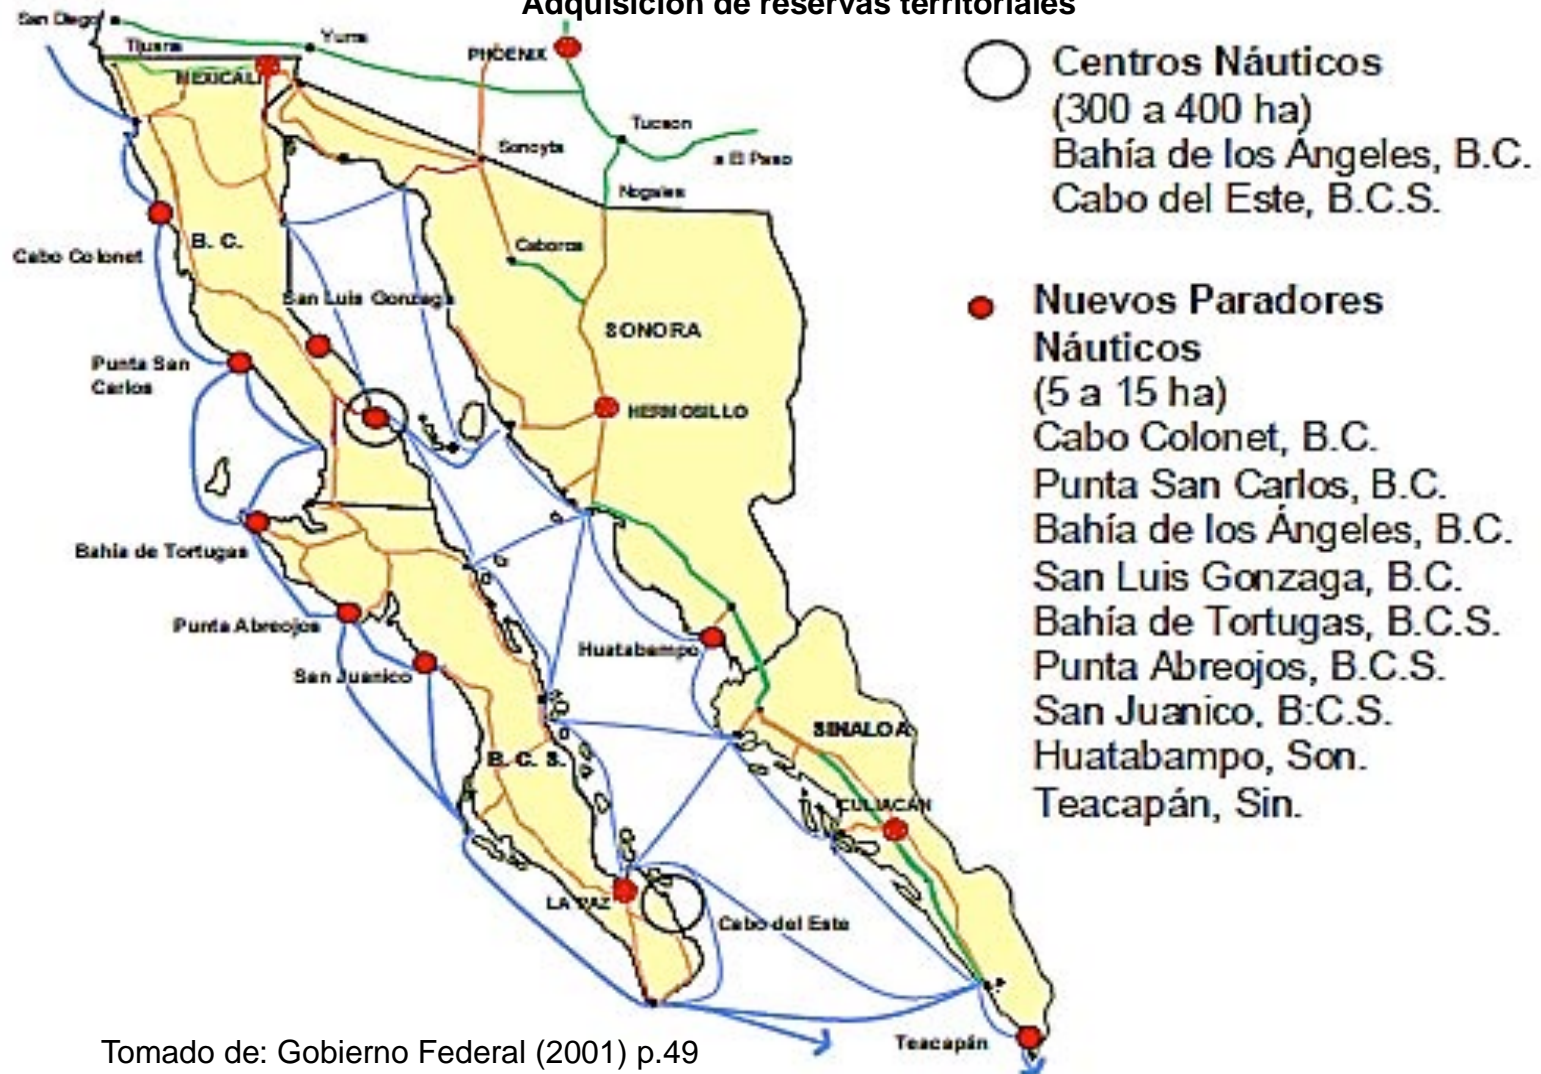 Adquisición de reservas territoriales
San Diego
Tijuana
Yuma
MEXICALI
PHOENIX
Tucson
a El Paso
Sonoyta
Nogales
Caborca
B. C.
Cabo Colonet
San Luis Gonzaga
SONORA
Punta San
Carlos
HERMOSILLO
Bahía de Tortugas
Punta Abreojos
San Juanico
Huatabampo
SINALOA
B. C. S.
CULIACÁN
LA PAZ
Cabo del Este
Teacapán
Tomado de: Gobierno Federal (2001) p.49
Centros Náuticos
(300 a 400 ha)
Bahía de los Ángeles, B.C.
Cabo del Este, B.C.S.
Nuevos Paradores
Náuticos
(5 a 15 ha)
Cabo Colonet, B.C.
Punta San Carlos, B.C.
Bahía de los Ángeles, B.C.
San Luis Gonzaga, B.C.
Bahía de Tortugas, B.C.S.
Punta Abreojos, B.C.S.
San Juanico, B:C.S.
Huatabampo, Son.
Teacapán, Sin.